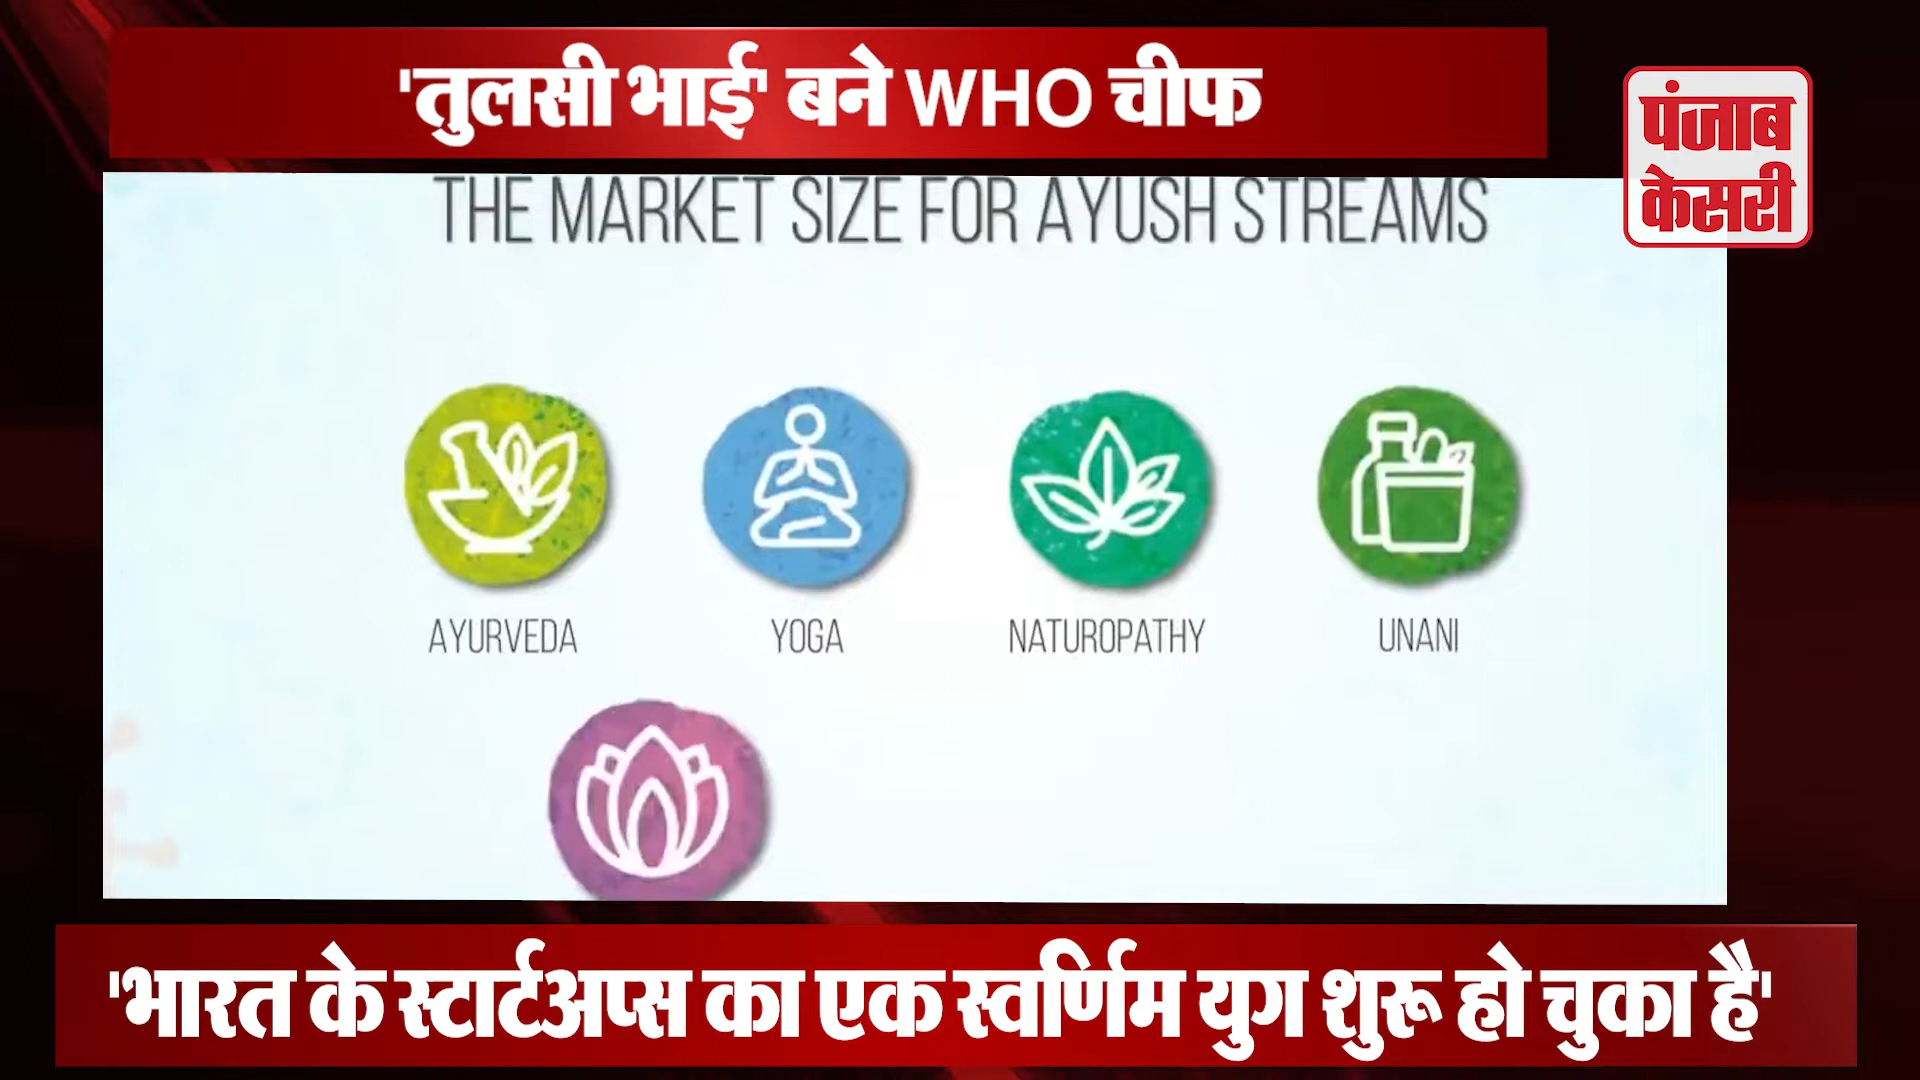 'तुलसी भाई' बने WHO चीफ
पंजाब
केसरी
THE MARKET SIZE FOR AYUSH STREAMS
AYURVEDA YOGA NATUROPATHY UNANI
'भारत के स्टार्टअप्स का एक स्वर्णिम युग शुरू हो चुका है'